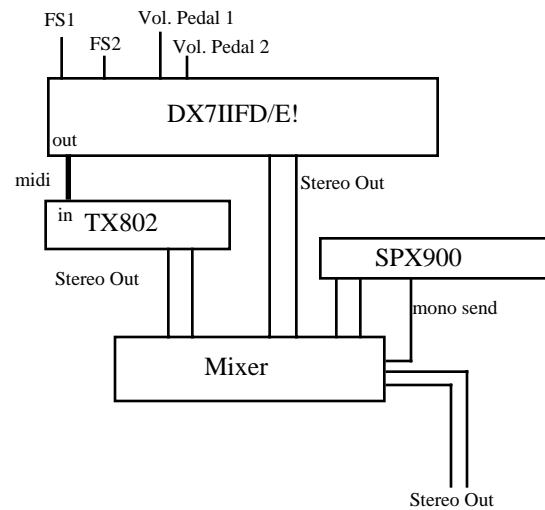 FS1
Vol. Pedal 1
FS2
Vol. Pedal 2
DX7IIFD/E!
out
midi
Stereo Out
in
TX802
SPX900
Stereo Out
mono send
Mixer
Stereo Out